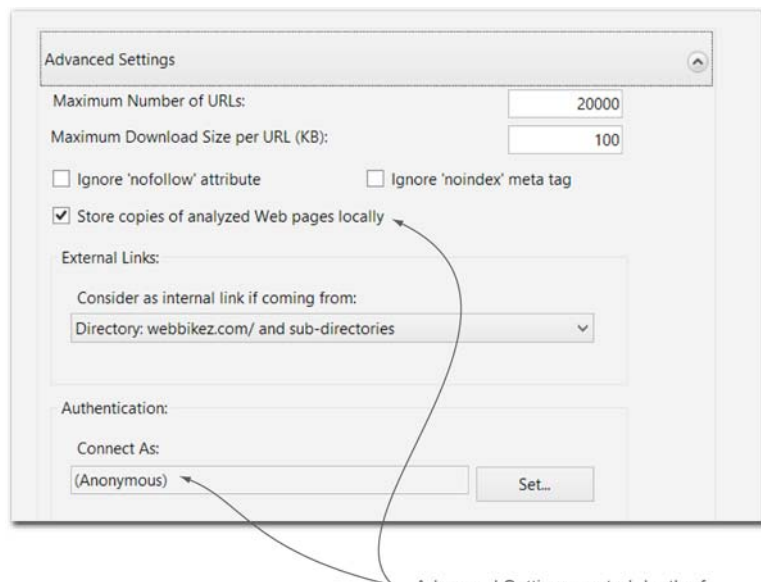 Advanced Settings
Maximum Number of URLs: 20000
Maximum Download Size per URL (KB): 100
Ignore 'nofollow' attribute Ignore 'noindex' meta tag
Store copies of analyzed Web pages locally
External Links:
Consider as internal link if coming from:
Directory: webbikez.com/ and sub-directories
Authentication:
Connect As:
(Anonymous) Set...